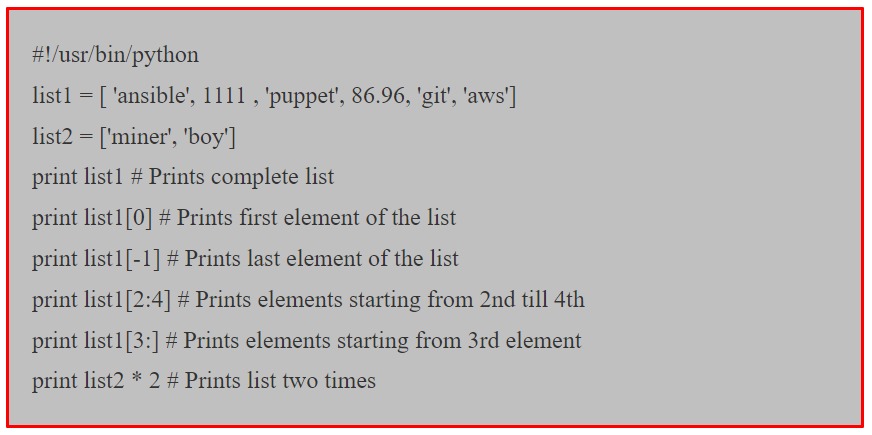 #!/usr/bin/python
list1 = [ 'ansible', 1111 , 'puppet', 86.96, 'git', 'aws']
list2 = ['miner', 'boy']
print list1 # Prints complete list
print list1[0] # Prints first element of the list
print list1[-1] # Prints last element of the list
print list1[2:4] # Prints elements starting from 2nd till 4th
print list1[3:] # Prints elements starting from 3rd element
print list2 * 2 # Prints list two times